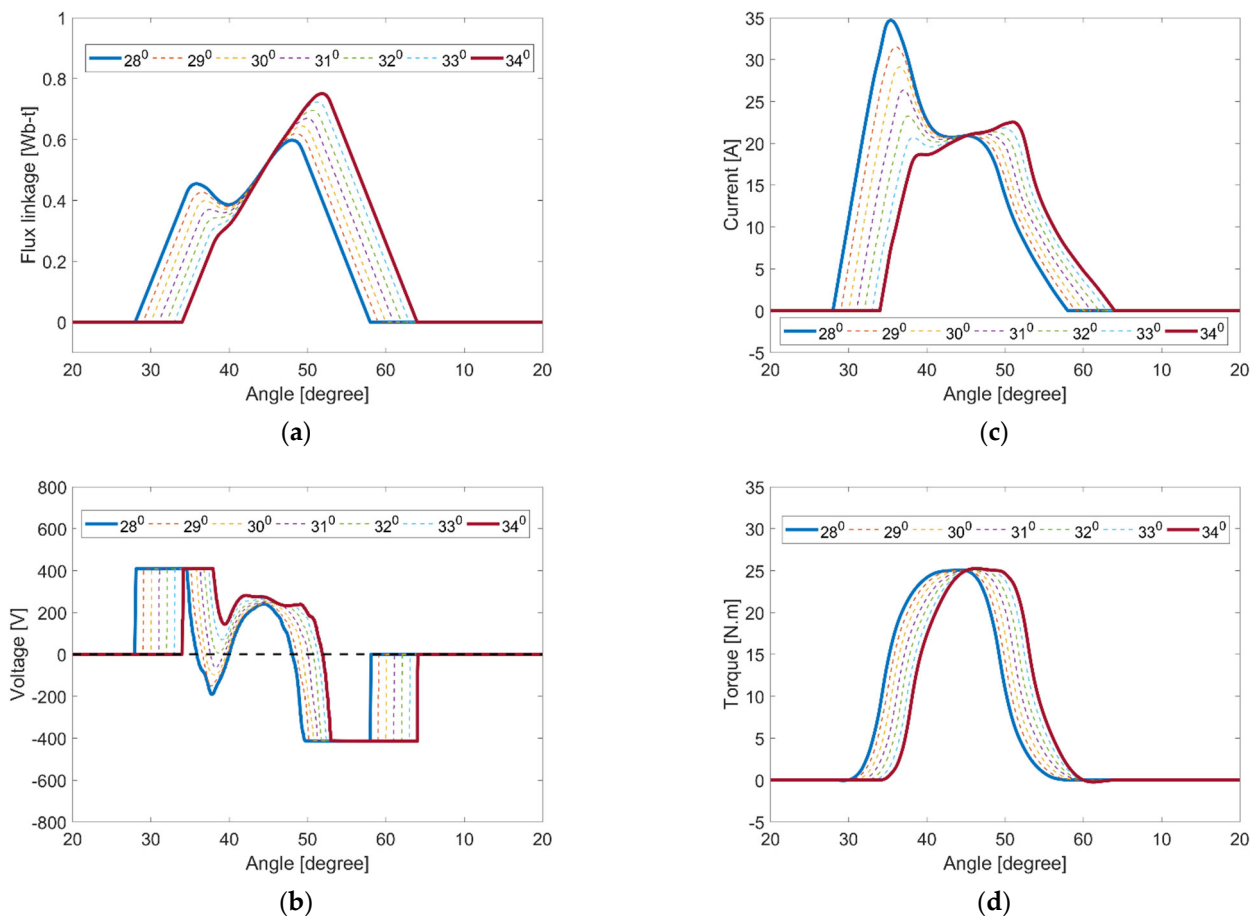 1
0.8
0.6
0.4
0.2
0
Flux linkage [Wb-t]
28⁰ 29⁰ 30⁰ 31⁰ 32⁰ 33⁰ 34⁰
20 30 40 50 60 10 20
Angle [degree]
(a)
35
30
25
20
15
10
5
0
-5
Current [A]
28⁰ 29⁰ 30⁰ 31⁰ 32⁰ 33⁰ 34⁰
20 30 40 50 60 10 20
Angle [degree]
(c)
800
600
400
200
0
-200
-400
-600
-800
Voltage [V]
28⁰ 29⁰ 30⁰ 31⁰ 32⁰ 33⁰ 34⁰
20 30 40 50 60 10 20
Angle [degree]
(b)
35
30
25
20
15
10
5
0
-5
Torque [N.m]
28⁰ 29⁰ 30⁰ 31⁰ 32⁰ 33⁰ 34⁰
20 30 40 50 60 10 20
Angle [degree]
(d)